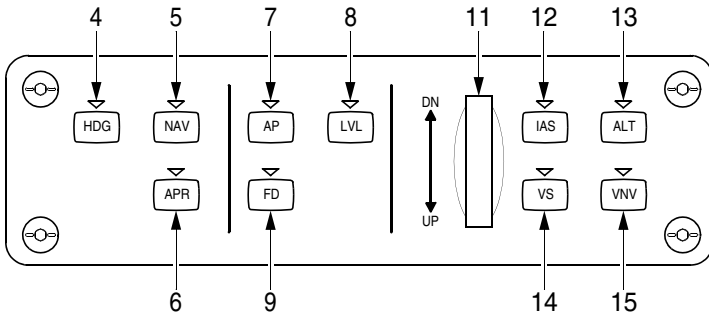 4 5 7 8 11 12 13
DN
HDG NAV AP LVL IAS ALT
APR FD VS VNV
UP
6 9 14 15